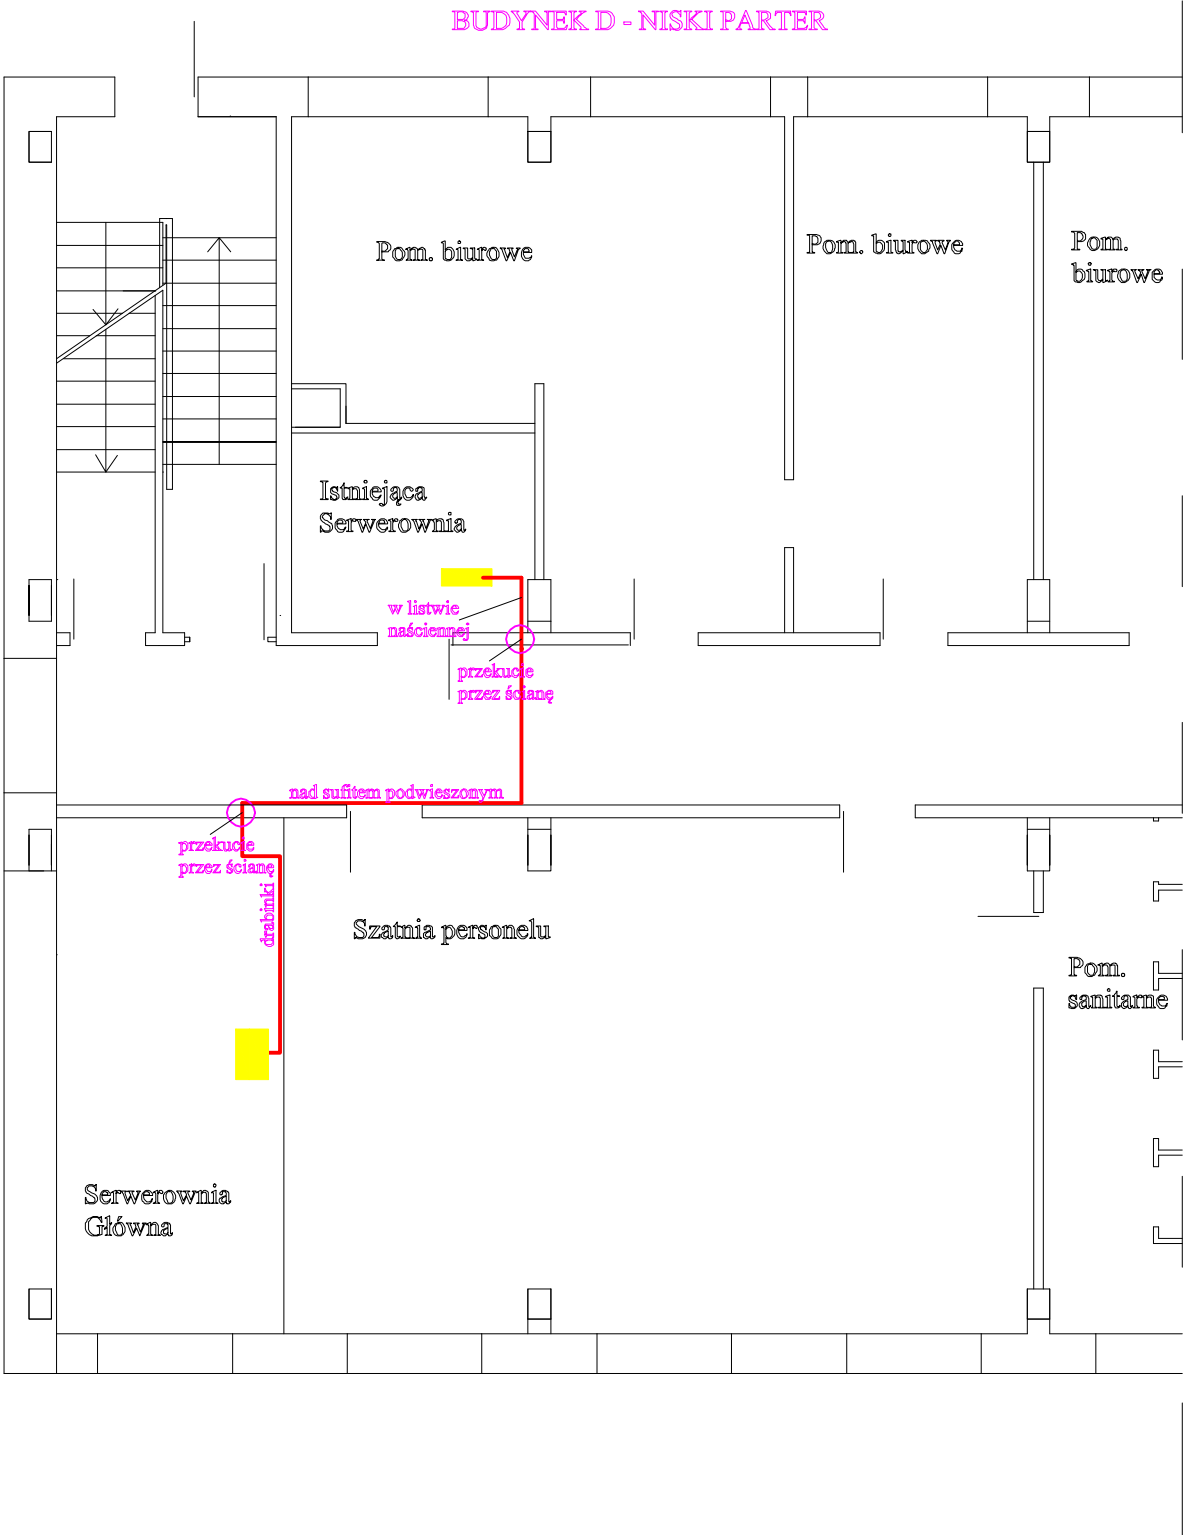 BUDYNEK D - NISKI PARTER
Pom. biurowe
Pom. biurowe
Pom.
biurowe
Istniejąca
Serwerownia
w listwie
naściennej
przekucie
przez ścianę
nad sufitem podwieszonym
przekucie
przez ścianę
drabinki
Szatnia personelu
Pom.
sanitarne
Serwerownia
Główna